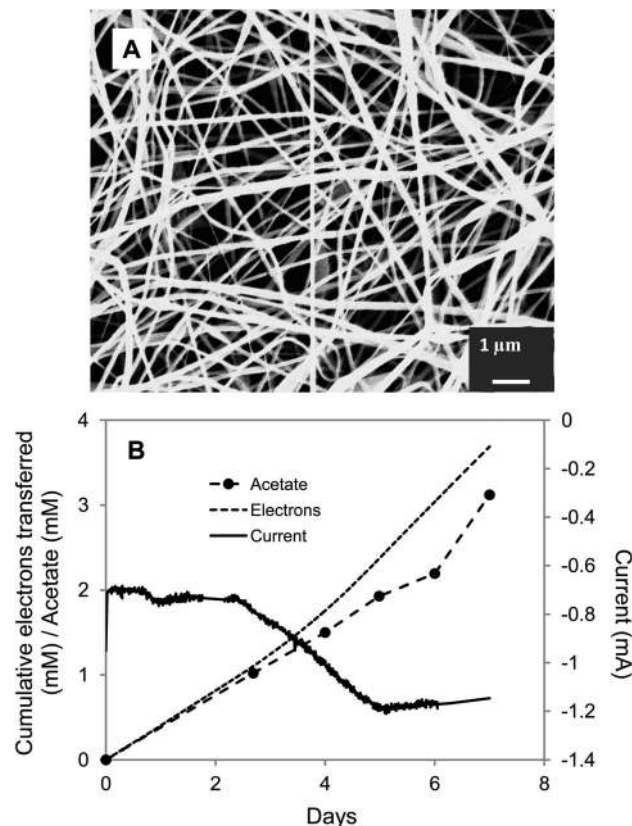 A
1 µm
B
Acetate
Electrons
Current
4
3
2
1
0
0
-0.2
-0.4
-0.6
-0.8
-1
-1.2
-1.4
0
2
4
6
8
Cumulative electrons transferred
(mM) / Acetate (mM)
Current (mA)
Days